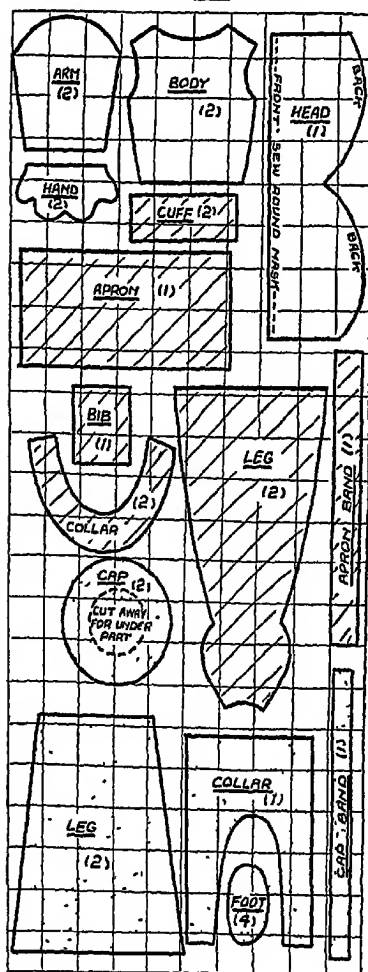 ARM
(2)
BODY
(2)
HEAD
(1)
BACK
BACK
---FRONT- SEW ROUND MASK----
HAND
(2)
CUFF (2)
APRON (1)
BIB
(1)
COLLAR (2)
LEG
(2)
APRON BAND (1)
CAP (2)
CUT AWAY
FOR UNDER
PART
LEG
(2)
COLLAR
(1)
FOOT
(4)
CAP BAND (1)